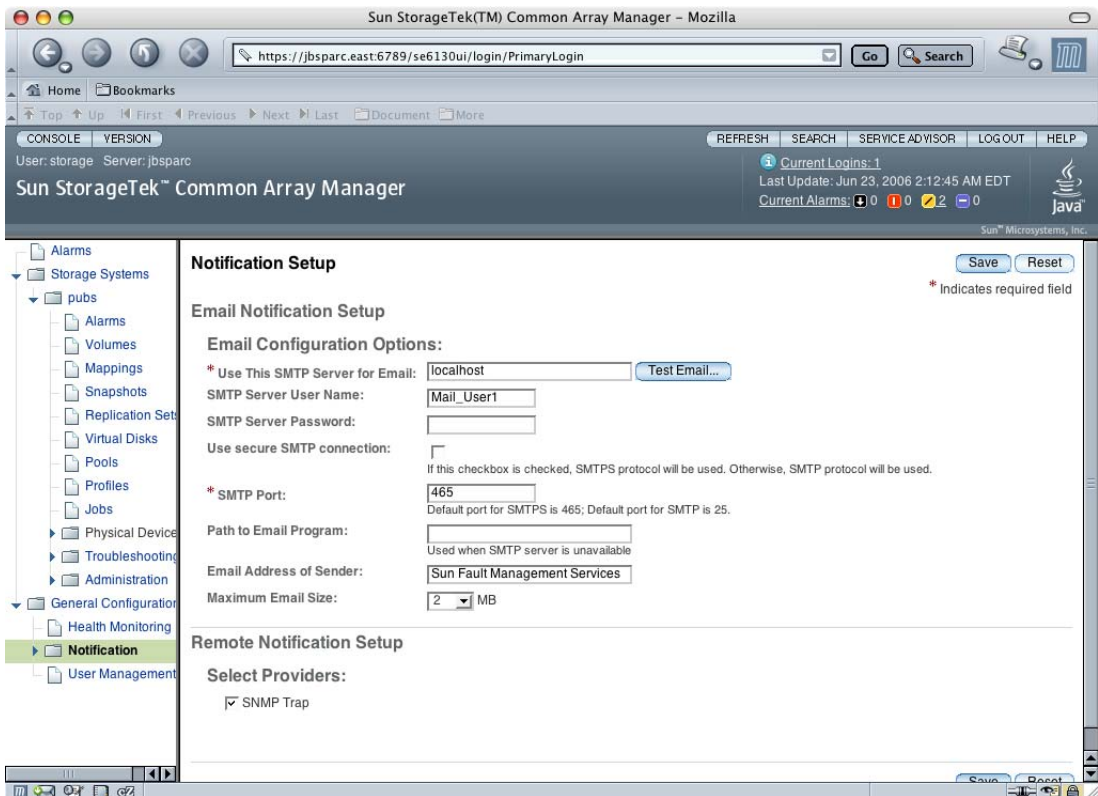 Sun StorageTek(TM) Common Array Manager – Mozilla
https://jbsparc.east:6789/se6130ui/login/PrimaryLogin
Go
Search
Home
Bookmarks
Top Up First Previous Next Last Document More
CONSOLE VERSION
REFRESH SEARCH SERVICE ADVISOR LOG OUT HELP
User: storage Server: jbsparc
Sun StorageTek™ Common Array Manager
Current Logins: 1
Last Update: Jun 23, 2006 2:12:45 AM EDT
Current Alarms: 0 0 2 0
Java™
Sun™ Microsystems, Inc.
Alarms
Storage Systems
pubs
Alarms
Volumes
Mappings
Snapshots
Replication Sets
Virtual Disks
Pools
Profiles
Jobs
Physical Device
Troubleshooting
Administration
General Configuration
Health Monitoring
Notification
User Management
Notification Setup
Save Reset
* Indicates required field
Email Notification Setup
Email Configuration Options:
* Use This SMTP Server for Email: localhost Test Email...
SMTP Server User Name: Mail_User1
SMTP Server Password:
Use secure SMTP connection:
If this checkbox is checked, SMTPS protocol will be used. Otherwise, SMTP protocol will be used.
* SMTP Port: 465
Default port for SMTPS is 465; Default port for SMTP is 25.
Path to Email Program:
Used when SMTP server is unavailable
Email Address of Sender: Sun Fault Management Services
Maximum Email Size: 2 MB
Remote Notification Setup
Select Providers:
SNMP Trap
Save Reset